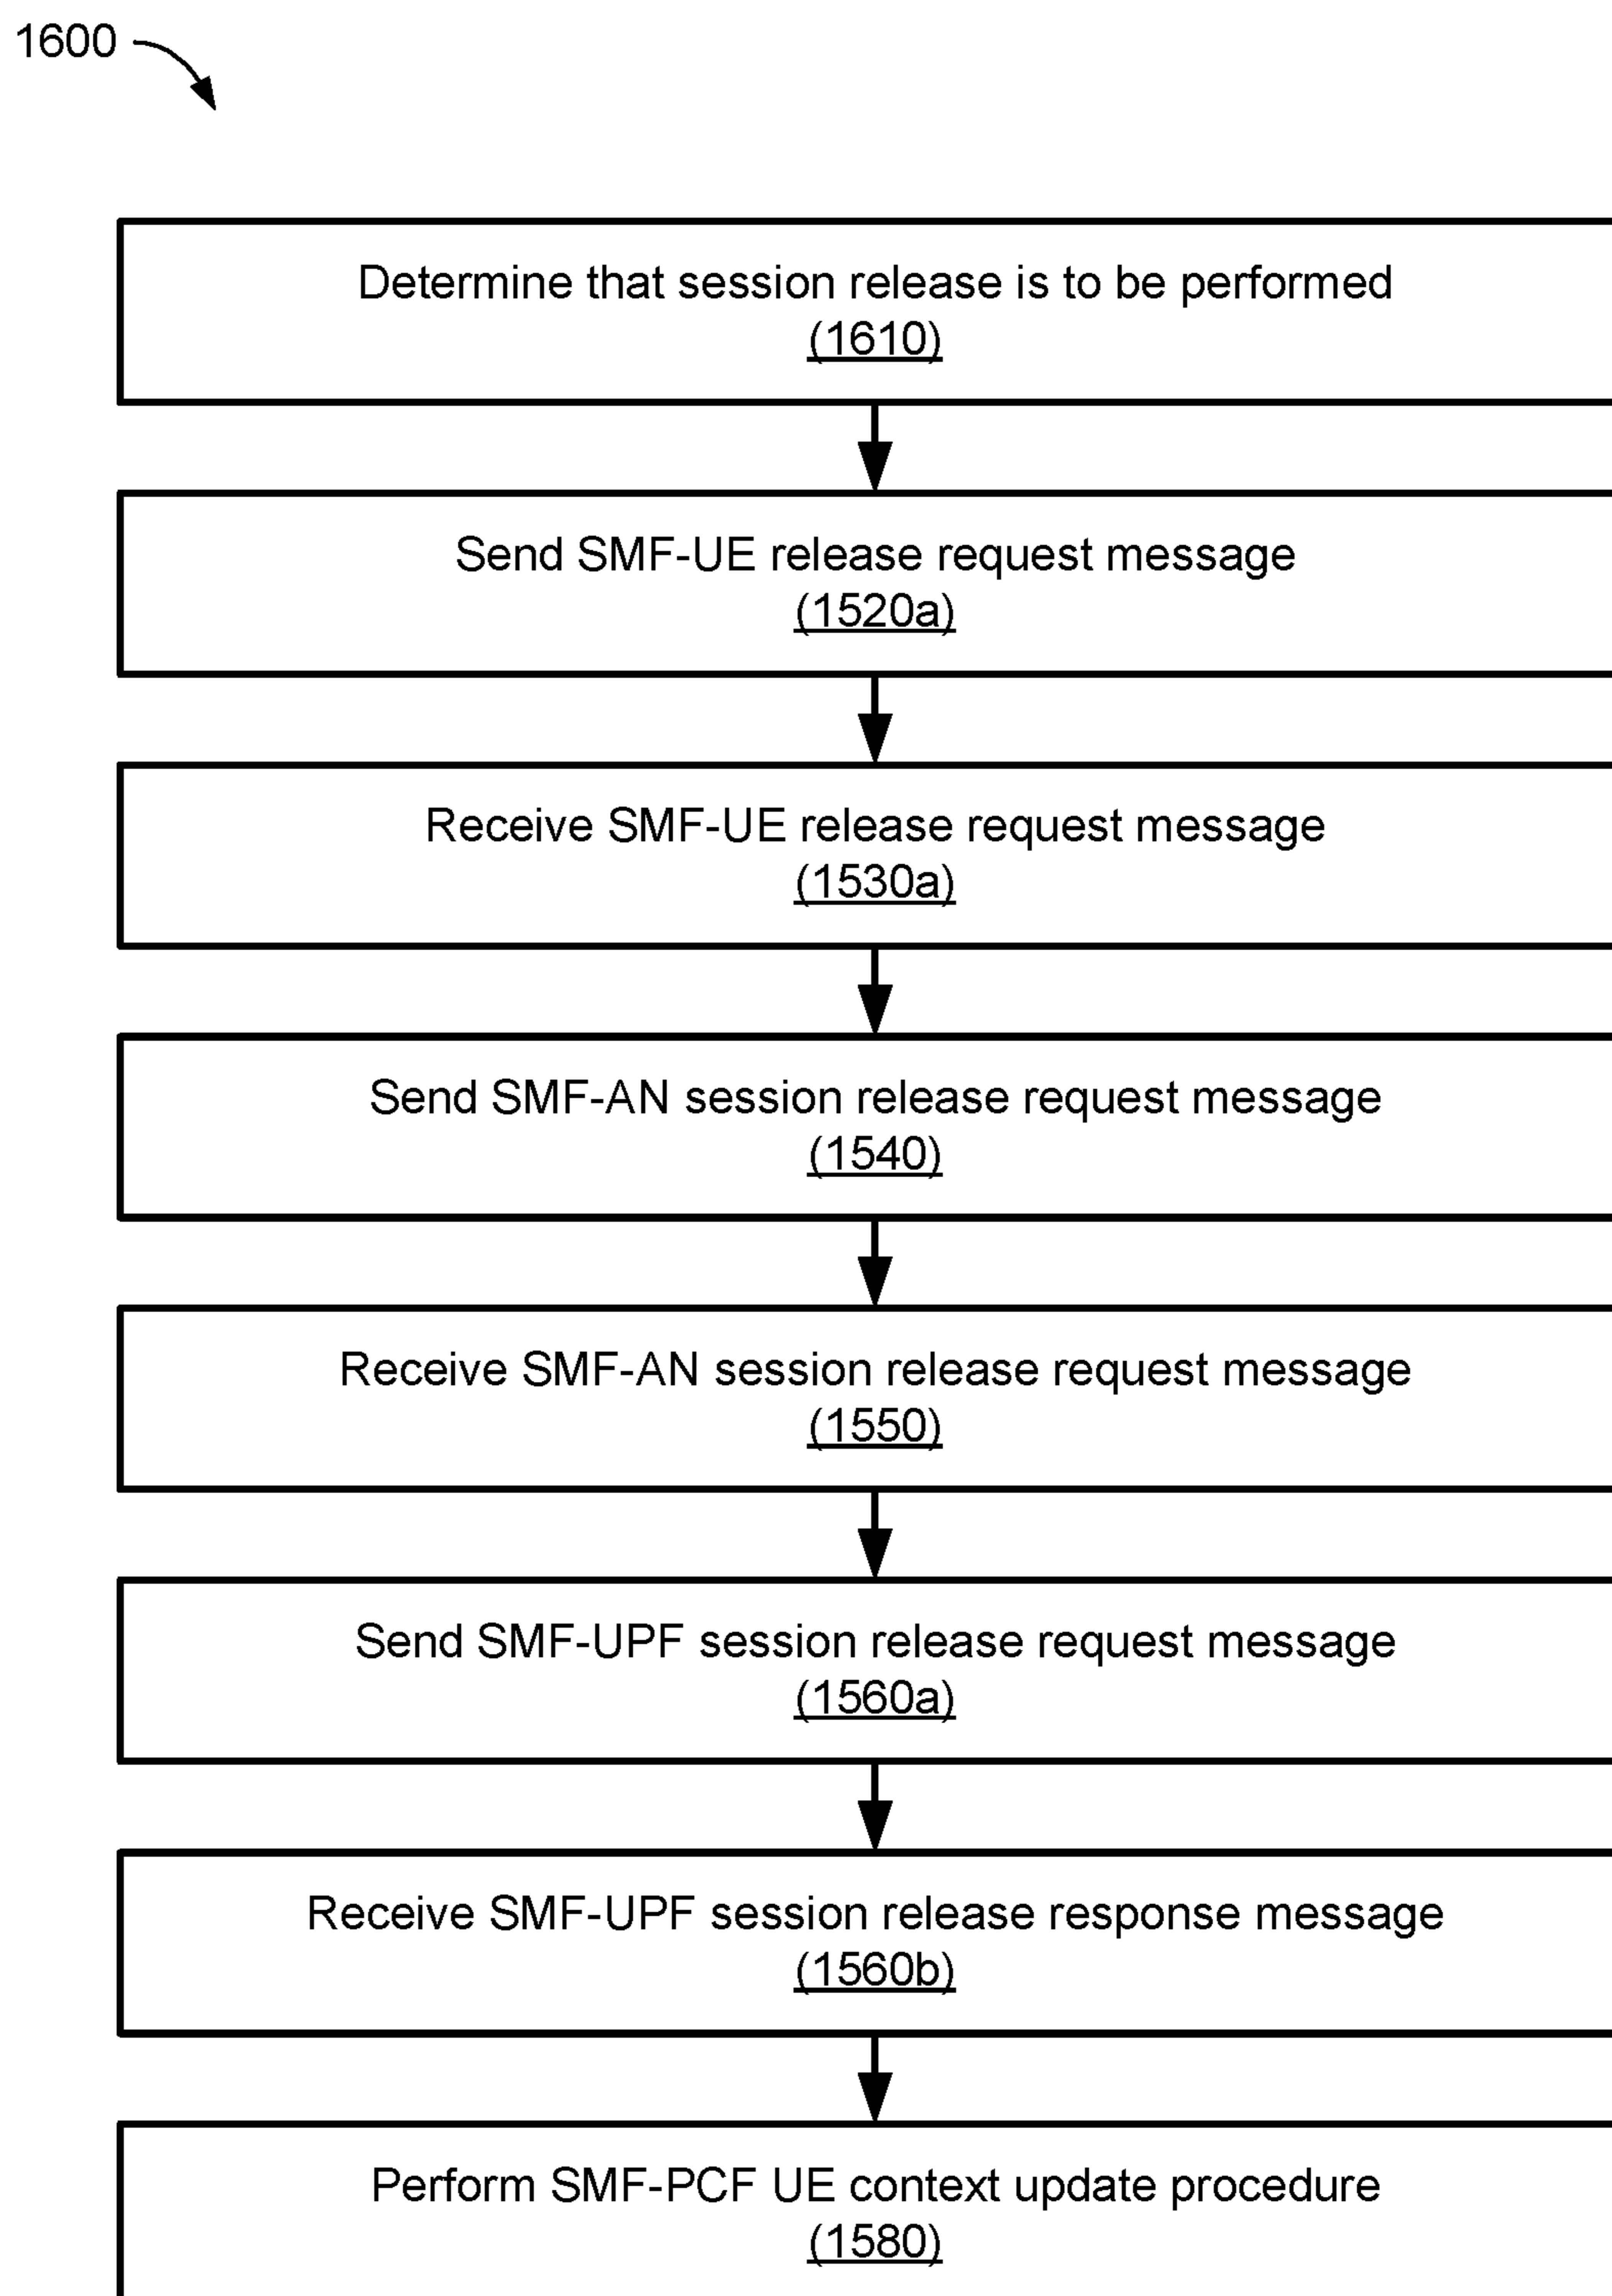 1600
Determine that session release is to be performed
(1610)
Send SMF-UE release request message
(1520a)
Receive SMF-UE release request message
(1530a)
Send SMF-AN session release request message
(1540)
Receive SMF-AN session release request message
(1550)
Send SMF-UPF session release request message
(1560a)
Receive SMF-UPF session release response message
(1560b)
Perform SMF-PCF UE context update procedure
(1580)